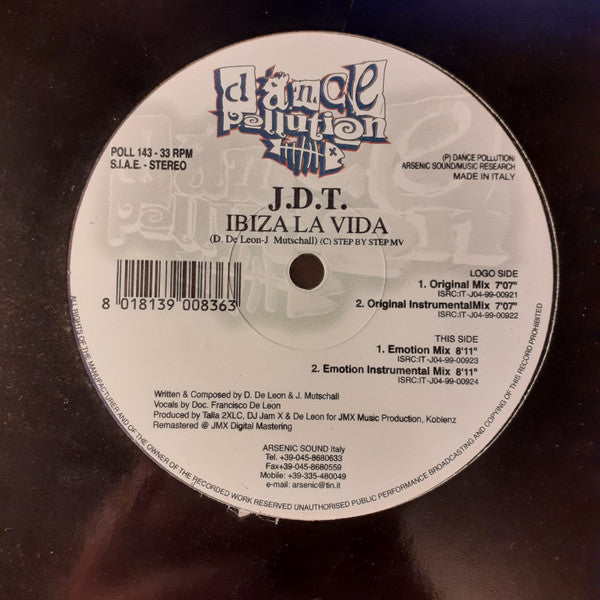 dance
pollution
POLL 143 - 33 RPM
S.I.A.E. - STEREO
(P) DANCE POLLUTION/
ARSENIC SOUND/MUSIC RESEARCH
MADE IN ITALY
J.D.T.
IBIZA LA VIDA
(D. De Leon-J Mutschall) (C) STEP BY STEP MV
8 018139 008363
LOGO SIDE
1. Original Mix 7'07"
ISRC:IT-J04-99-00921
2. Original InstrumentalMix 7'07"
ISRC:IT-J04-99-00922
THIS SIDE
1. Emotion Mix 8'11"
ISRC:IT-J04-99-00923
2. Emotion Instrumental Mix 8'11"
ISRC:IT-J04-99-00924
Written & Composed by D. De Leon & J. Mutschall
Vocals by Doc. Francisco De Leon
Produced by Talla 2XLC, DJ Jam X & De Leon for JMX Music Production, Koblenz
Remastered @ JMX Digital Mastering
ARSENIC SOUND Italy
Tel. +39-045-8680633
Fax+39-045-8680559
Mobile: +39-335-480049
e-mail: arsenic@tin.it
ALL RIGHTS OF THE MANUFACTURER AND OF THE OWNER OF THE RECORDED WORK RESERVED UNAUTHORISED PUBLIC PERFORMANCE BROADCASTING AND COPYING OF THIS RECORD PROHIBITED